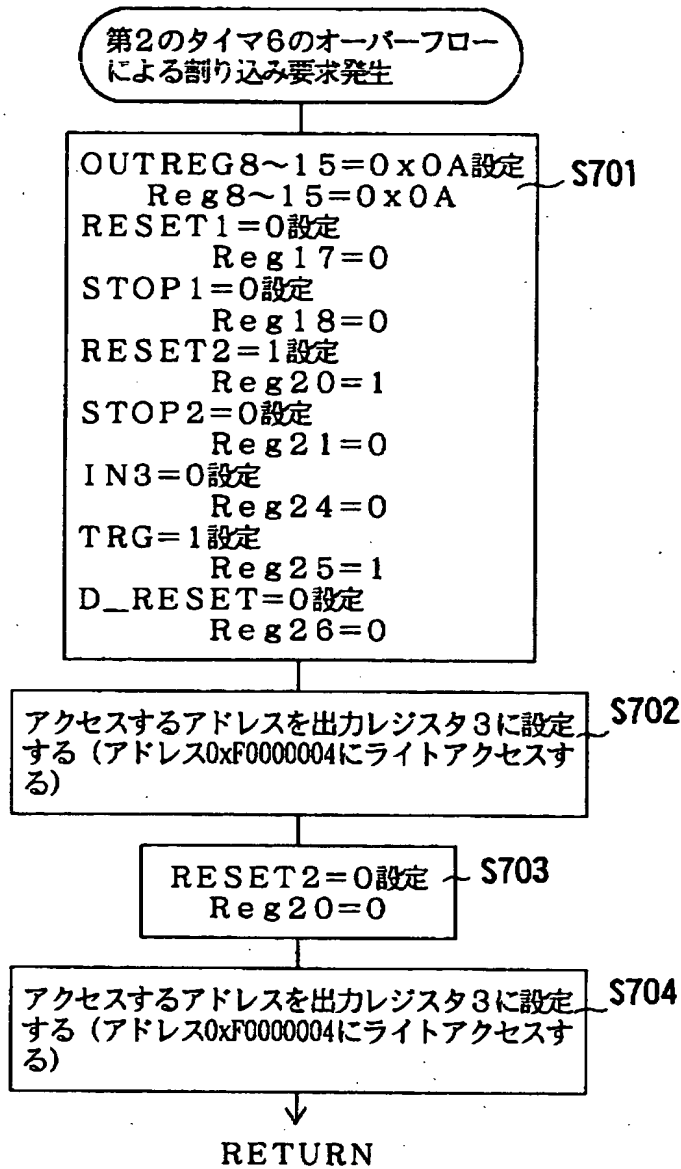 第2のタイマ6のオーバーフロー
による割り込み要求発生
OUTREG8~15=0x0A設定
Reg8~15=0x0A
S701
RESET1=0設定
Reg17=0
STOP1=0設定
Reg18=0
RESET2=1設定
Reg20=1
STOP2=0設定
Reg21=0
IN3=0設定
Reg24=0
TRG=1設定
Reg25=1
D_RESET=0設定
Reg26=0
アクセスするアドレスを出力レジスタ3に設定
する(アドレス0xF0000004にライトアクセスす
る)
S702
RESET2=0設定
Reg20=0
S703
アクセスするアドレスを出力レジスタ3に設定
する(アドレス0xF0000004にライトアクセスす
る)
S704
RETURN